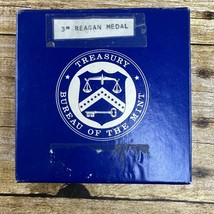 3" REAGAN MEDAL
TREASURY
BUREAU OF THE MINT